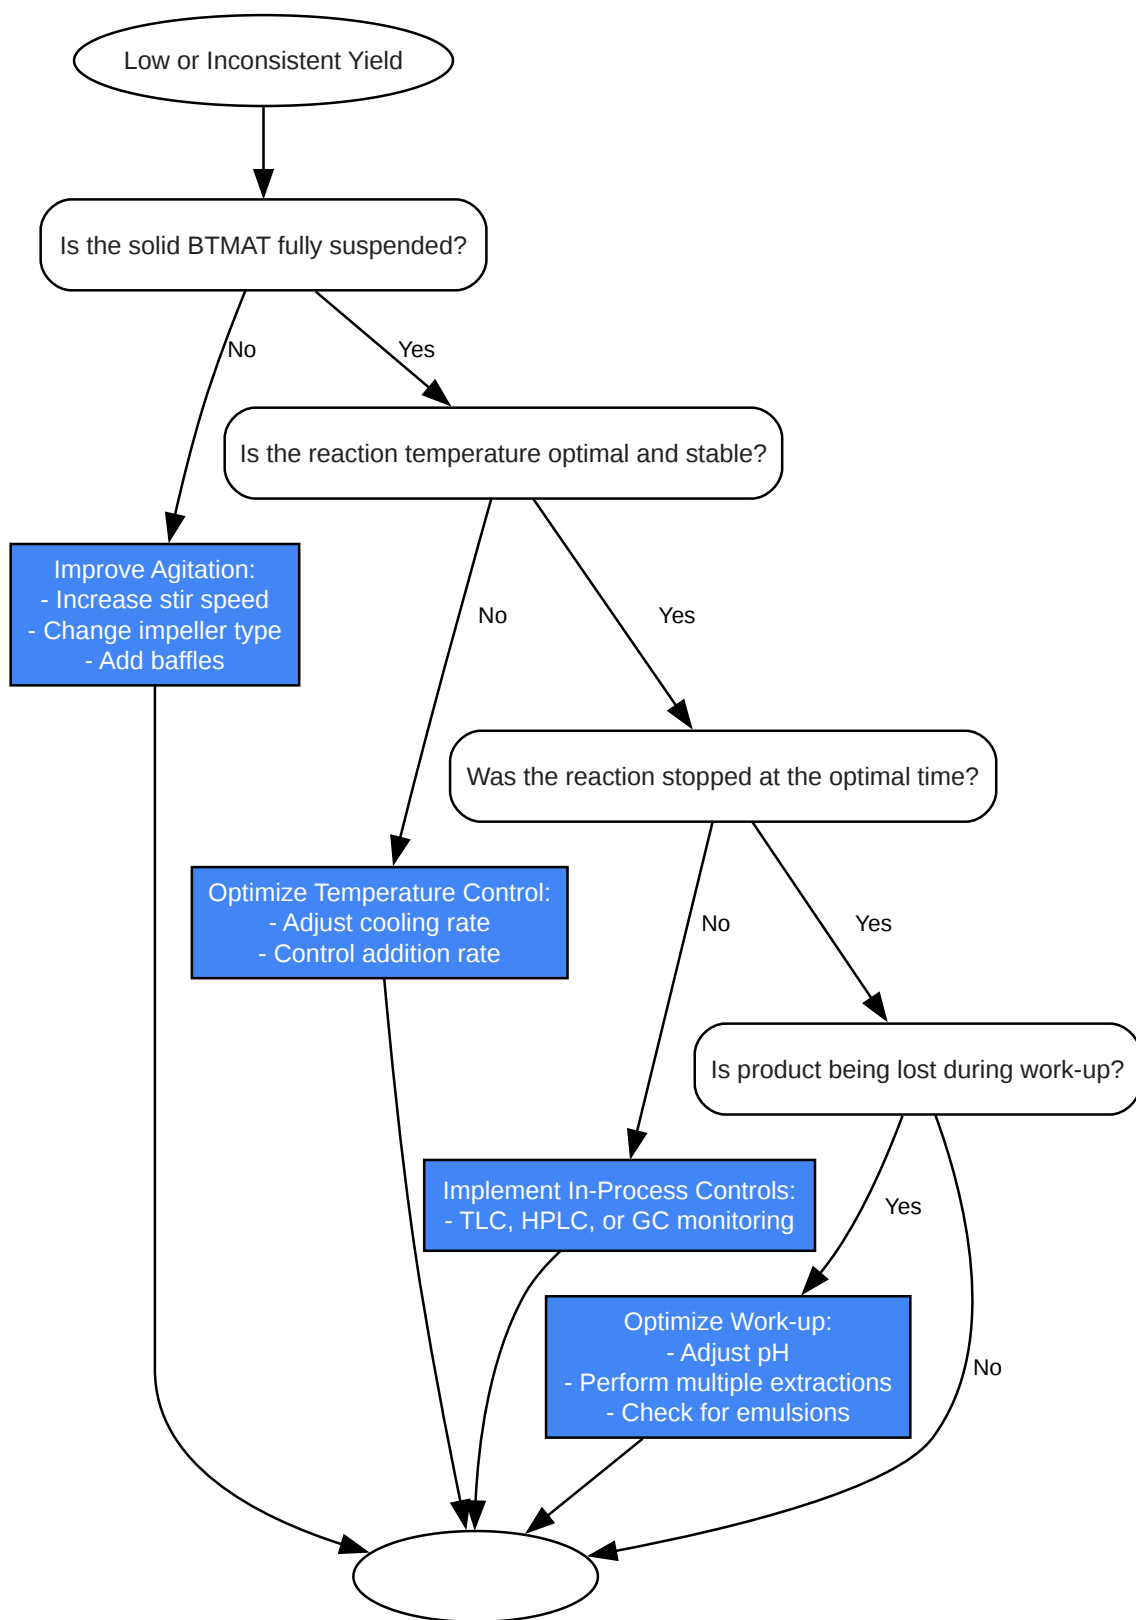 Low or Inconsistent Yield
Is the solid BTMAT fully suspended?
No
Yes
Is the reaction temperature optimal and stable?
Improve Agitation:
- Increase stir speed
- Change impeller type
- Add baffles
No
Yes
Was the reaction stopped at the optimal time?
Optimize Temperature Control:
- Adjust cooling rate
- Control addition rate
No
Yes
Is product being lost during work-up?
Implement In-Process Controls:
- TLC, HPLC, or GC monitoring
Yes
No
Optimize Work-up:
- Adjust pH
- Perform multiple extractions
- Check for emulsions